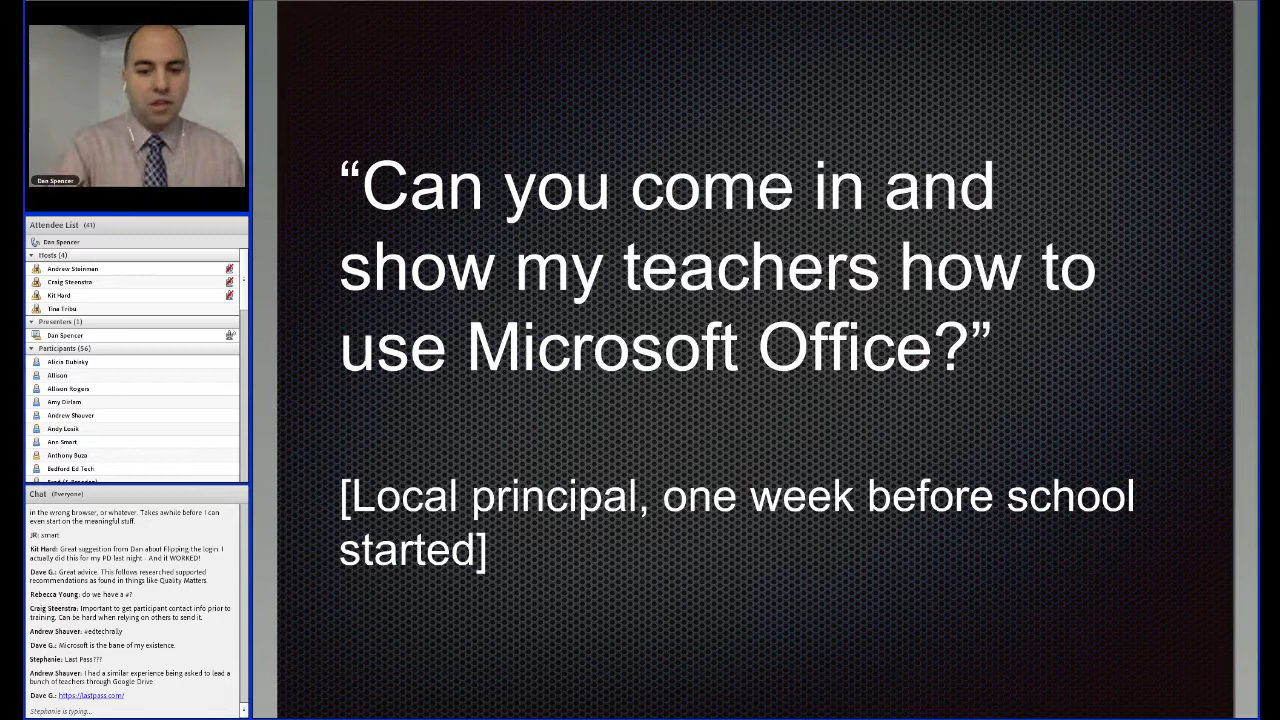 Dan Spencer
Attendee List (41)
Dan Spencer
Hosts (4)
Andrew Steinman
Craig Steenstra
Kit Hard
Tina Tribu
Presenters (1)
Dan Spencer
Participants (56)
Alicia Dubinky
Allison
Allison Rogers
Amy Dirlam
Andrew Shauver
Andy Losik
Ann Smart
Anthony Buza
Bedford Ed Tech
Chat (Everyone)
in the wrong browser, or whatever. Takes awhile before I can
even start on the meaningful stuff.
JR: smart
Kit Hard: Great suggestion from Dan about Flipping the login. I
actually did this for my PD last night. And it WORKED!
Dave G.: Great advice. This follows researched supported
recommendations as found in things like Quality Matters.
Rebecca Young: do we have a #?
Craig Steenstra: Important to get participant contact info prior to
training. Can be hard when relying on others to send it.
Andrew Shauver: #edtechrally
Dave G.: Microsoft is the bane of my existence.
Stephanie: Last Pass???
Andrew Shauver: I had a similar experience being asked to lead a
bunch of teachers through Google Drive
Dave G.: https://lastpass.com/
Stephanie is typing...
“Can you come in and
show my teachers how to
use Microsoft Office?”
[Local principal, one week before school
started]